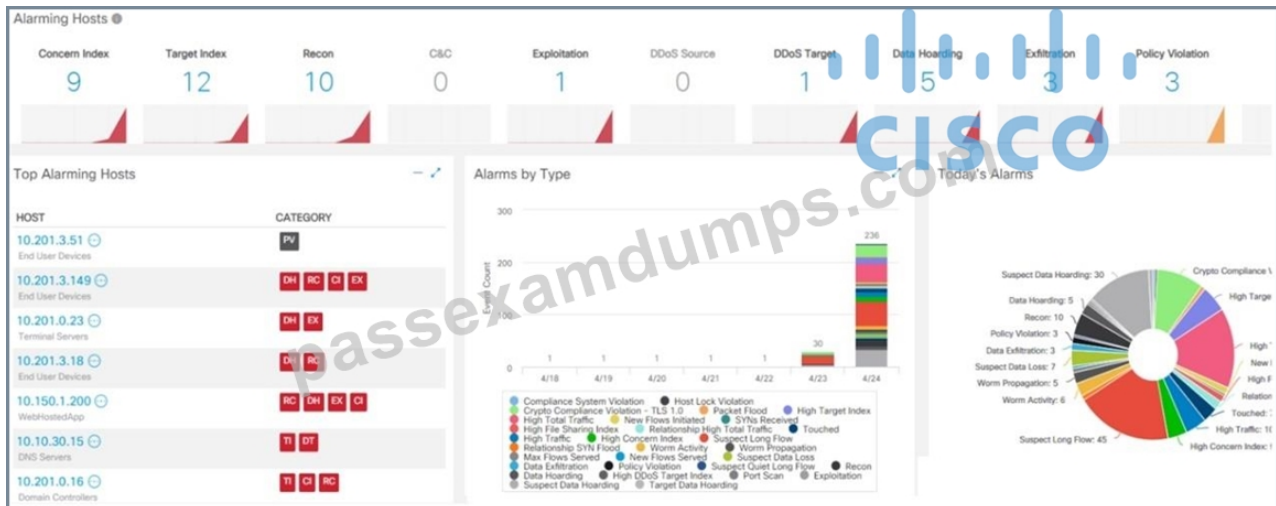 Alarming Hosts
Concern Index
9
Target Index
12
Recon
10
C&C
0
Exploitation
1
DDoS Source
0
DDoS Target
1
Data Hoarding
5
Exfiltration
3
Policy Violation
3
CISCO
passexamdumps.com
Top Alarming Hosts
HOST CATEGORY
10.201.3.51 PV
End User Devices
10.201.3.149 DH RC CI EX
End User Devices
10.201.0.23 DH EX
Terminal Servers
10.201.3.18 DH RC
End User Devices
10.150.1.200 RC DH EX CI
WebHostedApp
10.10.30.15 TI DT
DNS Servers
10.201.0.16 TI CI RC
Domain Controllers
Alarms by Type
Event Count
300
200
100
0
1 1 1 1 1 30 236
4/18 4/19 4/20 4/21 4/22 4/23 4/24
Compliance System Violation Host Lock Violation
Crypto Compliance Violation - TLS 1.0 Packet Flood High Target Index
High Total Traffic New Flows Initiated SYNs Received
High File Sharing Index Relationship High Total Traffic Touched
High Traffic High Concern Index Suspect Long Flow
Relationship SYN Flood Worm Activity Worm Propagation
Max Flows Served New Flows Served Suspect Data Loss
Data Exfiltration Policy Violation Suspect Quiet Long Flow Recon
Data Hoarding High DDoS Target Index Port Scan Exploitation
Suspect Data Hoarding Target Data Hoarding
Today's Alarms
Suspect Data Hoarding: 30
Data Hoarding: 5
Recon: 10
Policy Violation: 3
Data Exfiltration: 3
Suspect Data Loss: 7
Worm Propagation: 5
Worm Activity: 6
Suspect Long Flow: 45
Crypto Compliance
High Targe
High
New
High F
Relation
Touched:
High Traffic: 10
High Concern Index: